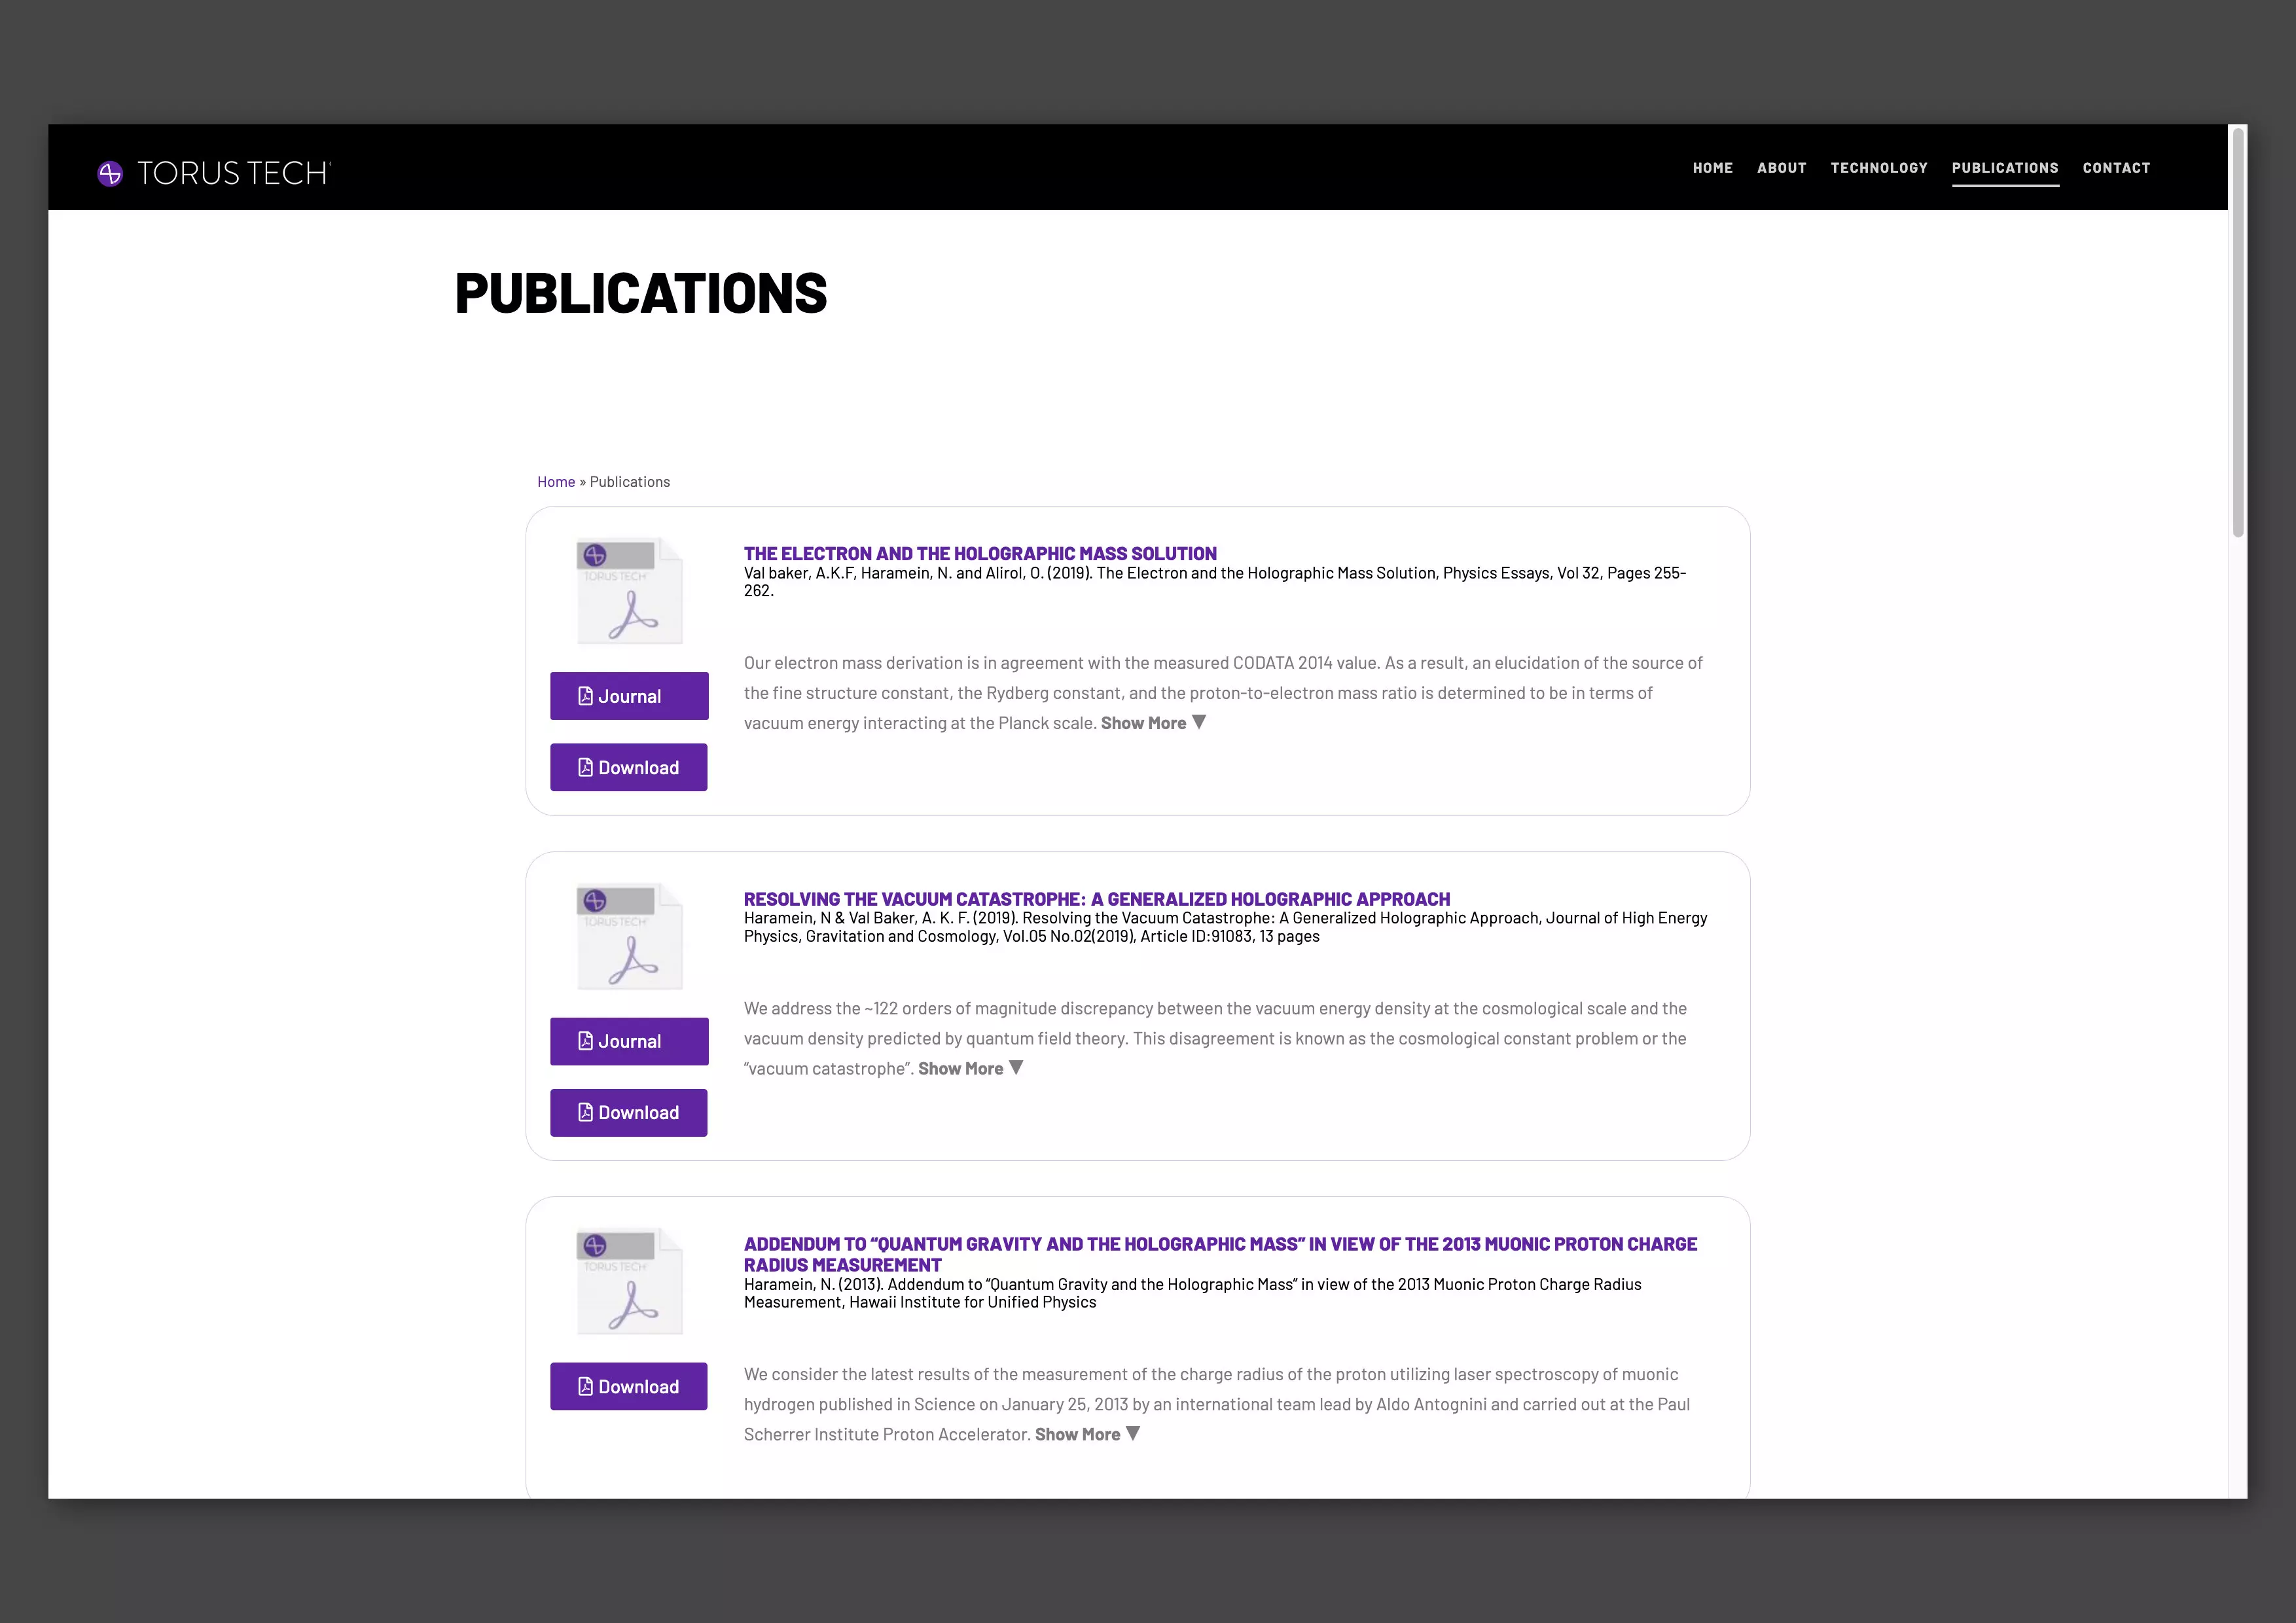 TORUS TECH
HOME ABOUT TECHNOLOGY PUBLICATIONS CONTACT
PUBLICATIONS
Home » Publications
TORUS TECH
THE ELECTRON AND THE HOLOGRAPHIC MASS SOLUTION
Val baker, A.K.F, Haramein, N. and Alirol, O. (2019). The Electron and the Holographic Mass Solution, Physics Essays, Vol 32, Pages 255-
262.
Our electron mass derivation is in agreement with the measured CODATA 2014 value. As a result, an elucidation of the source of
the fine structure constant, the Rydberg constant, and the proton-to-electron mass ratio is determined to be in terms of
vacuum energy interacting at the Planck scale. Show More ▼
Journal
Download
TORUS TECH
RESOLVING THE VACUUM CATASTROPHE: A GENERALIZED HOLOGRAPHIC APPROACH
Haramein, N & Val Baker, A. K. F. (2019). Resolving the Vacuum Catastrophe: A Generalized Holographic Approach, Journal of High Energy
Physics, Gravitation and Cosmology, Vol.05 No.02(2019), Article ID:91083, 13 pages
We address the ~122 orders of magnitude discrepancy between the vacuum energy density at the cosmological scale and the
vacuum density predicted by quantum field theory. This disagreement is known as the cosmological constant problem or the
“vacuum catastrophe”. Show More ▼
Journal
Download
TORUS TECH
ADDENDUM TO “QUANTUM GRAVITY AND THE HOLOGRAPHIC MASS” IN VIEW OF THE 2013 MUONIC PROTON CHARGE
RADIUS MEASUREMENT
Haramein, N. (2013). Addendum to “Quantum Gravity and the Holographic Mass” in view of the 2013 Muonic Proton Charge Radius
Measurement, Hawaii Institute for Unified Physics
We consider the latest results of the measurement of the charge radius of the proton utilizing laser spectroscopy of muonic
hydrogen published in Science on January 25, 2013 by an international team lead by Aldo Antognini and carried out at the Paul
Scherrer Institute Proton Accelerator. Show More ▼
Download